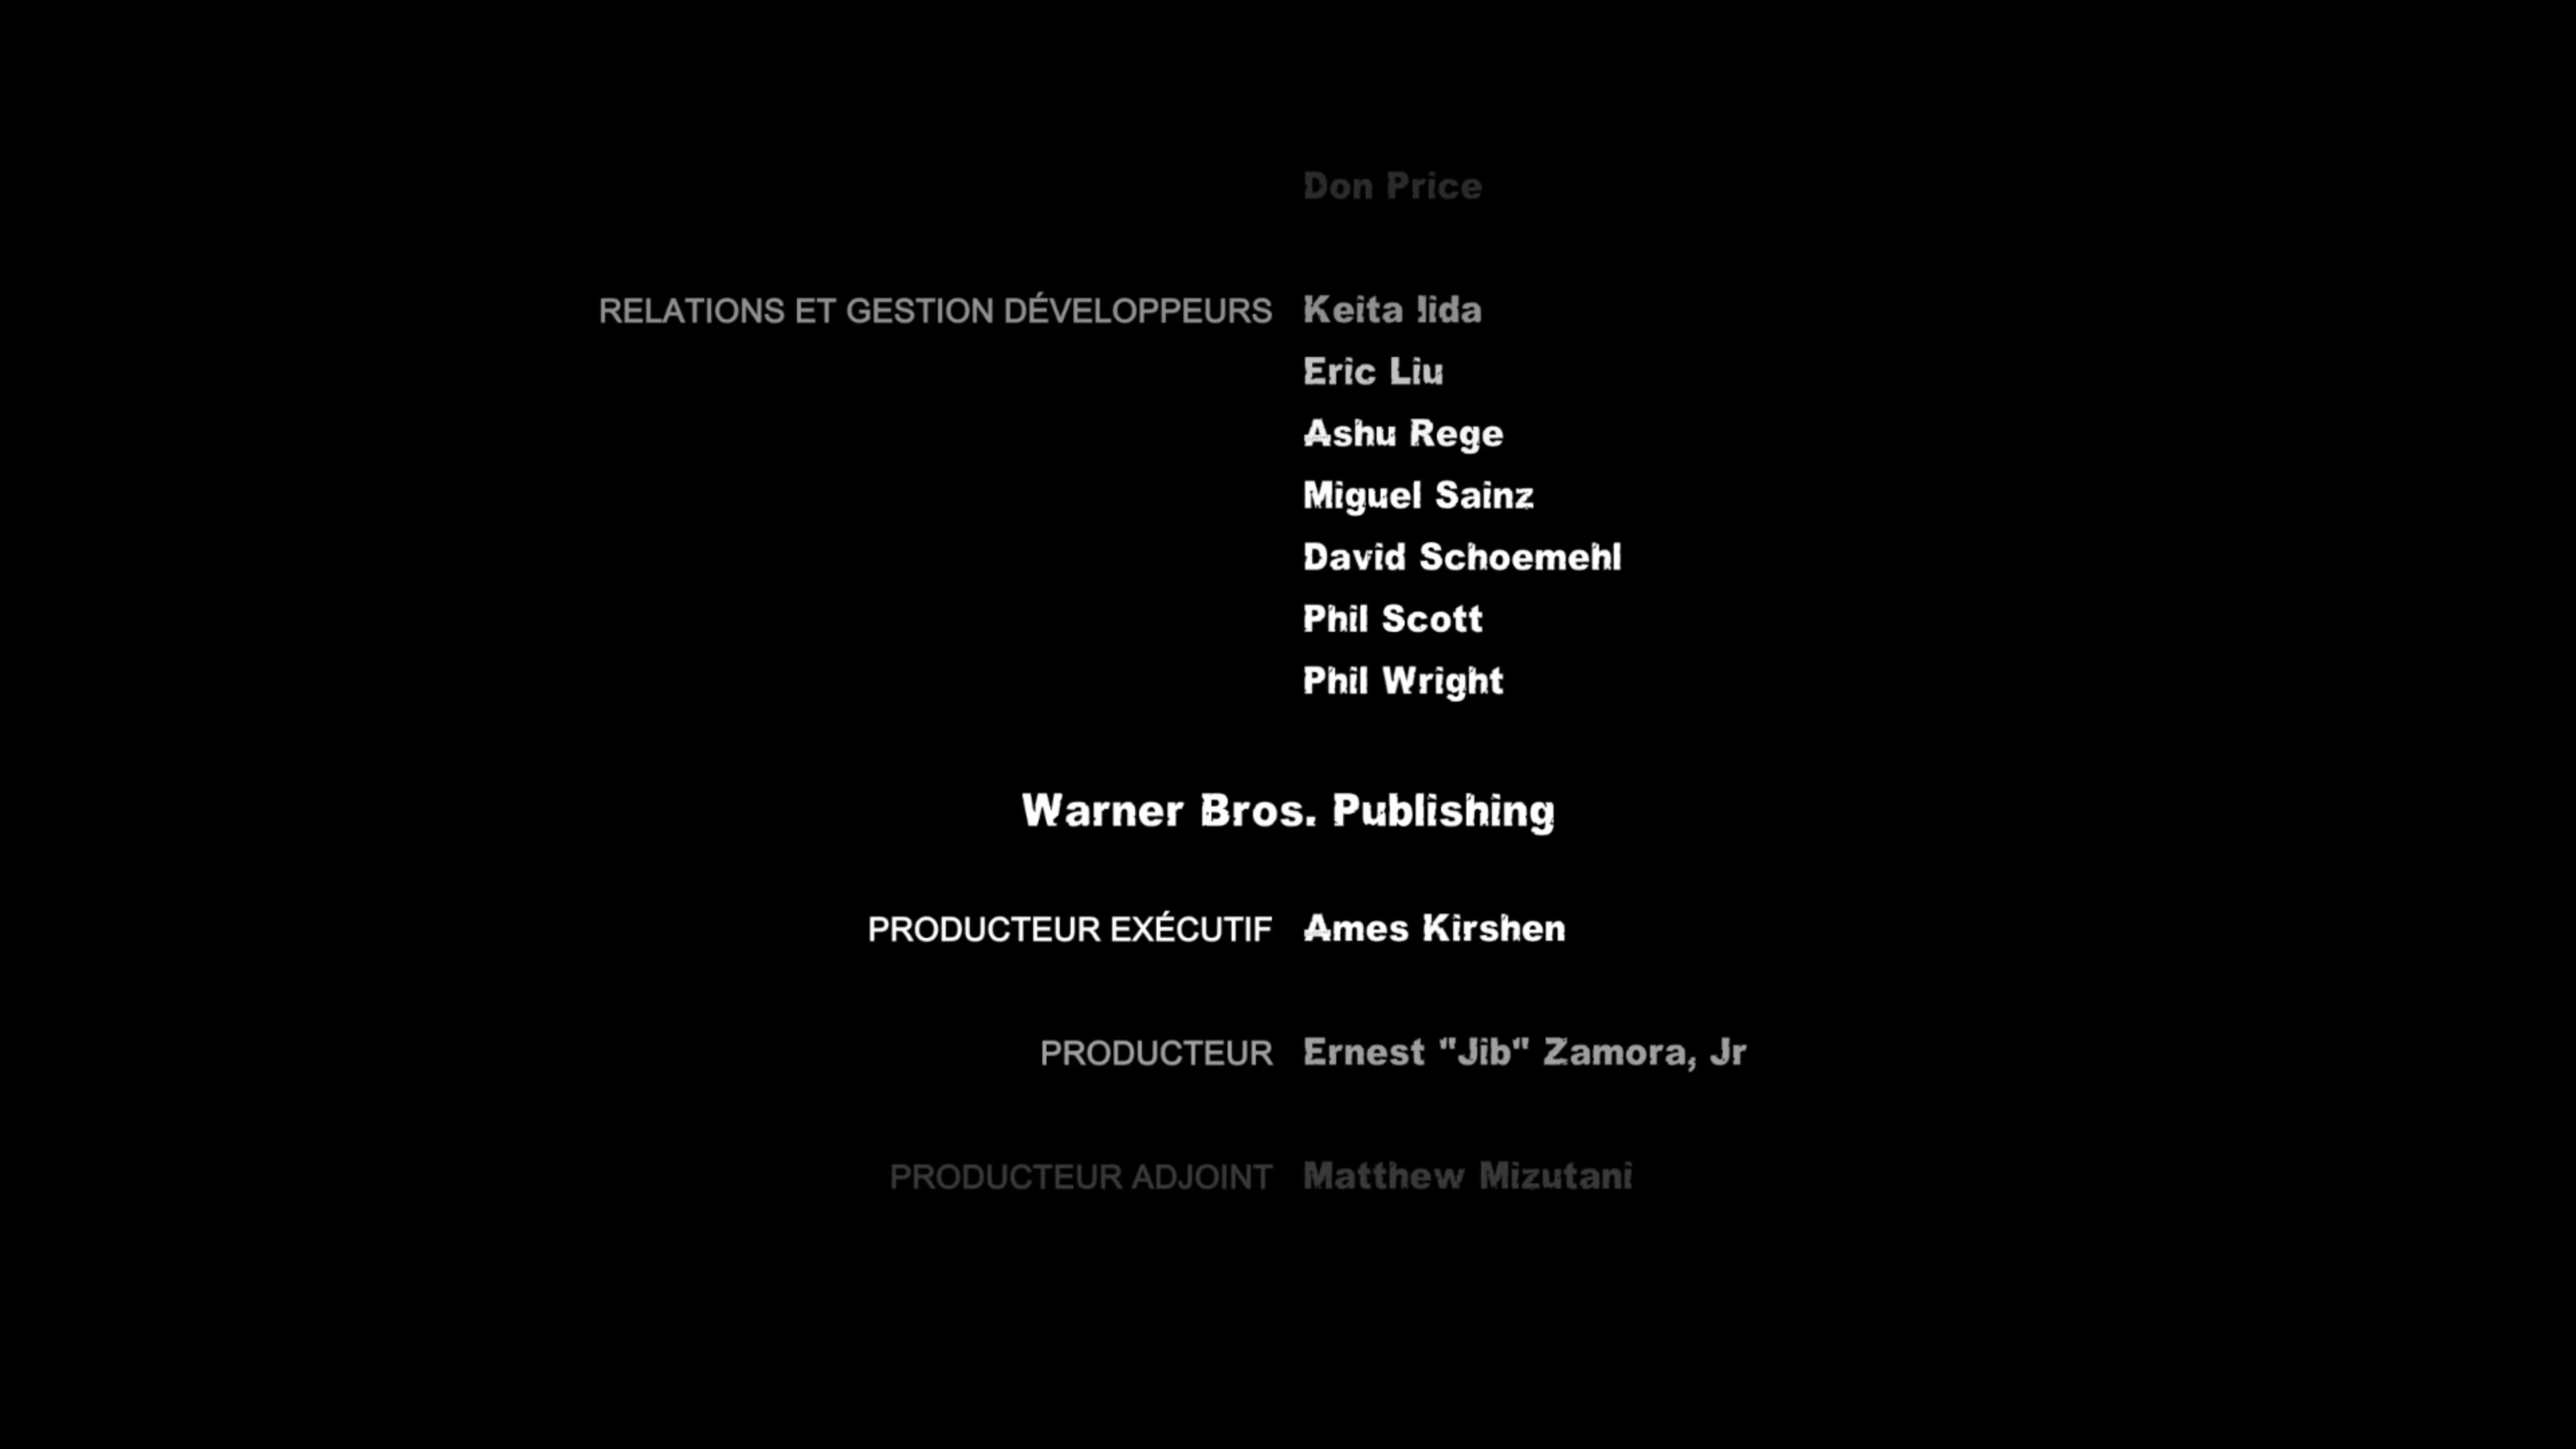 Don Price
RELATIONS ET GESTION DÉVELOPPEURS Keita Iida
Eric Liu
Ashu Rege
Miguel Sainz
David Schoemehl
Phil Scott
Phil Wright
Warner Bros. Publishing
PRODUCTEUR EXÉCUTIF Ames Kirshen
PRODUCTEUR Ernest "Jib" Zamora, Jr
PRODUCTEUR ADJOINT Matthew Mizutani